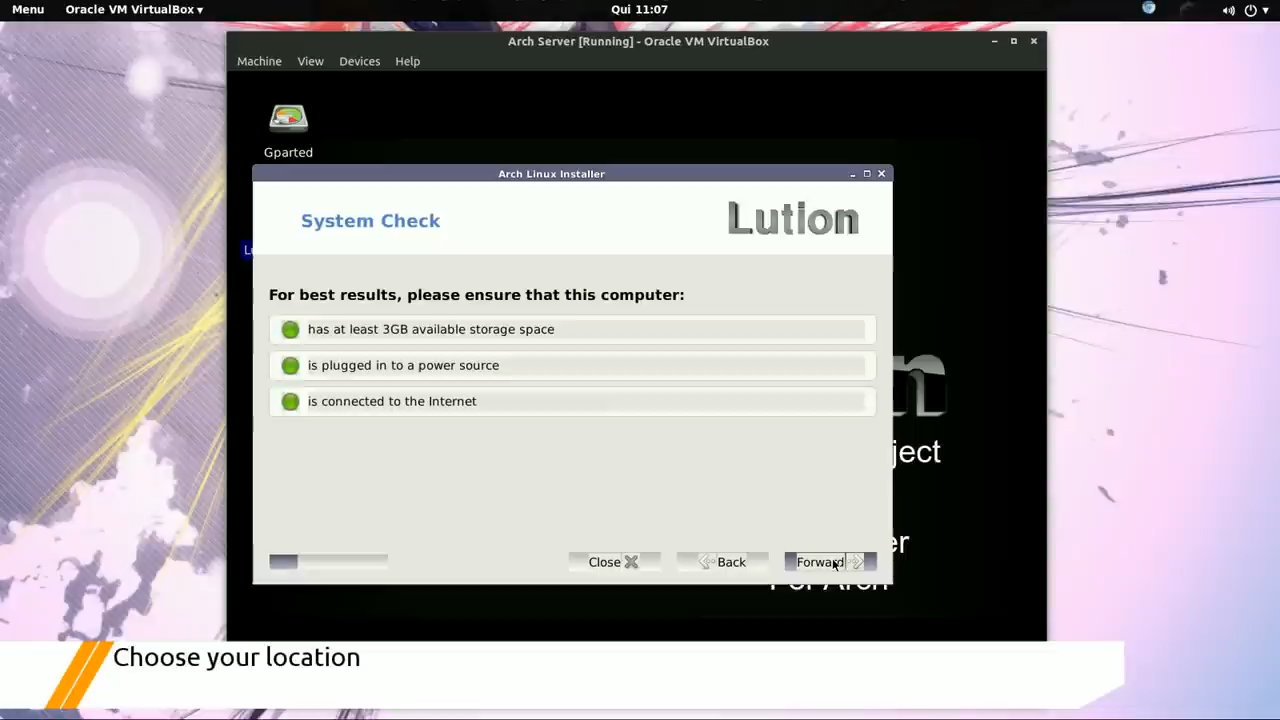 Menu Oracle VM VirtualBox Qui 11:07
Arch Server [Running] - Oracle VM VirtualBox
Machine View Devices Help
Gparted
Arch Linux Installer
System Check
Lution
For best results, please ensure that this computer:
has at least 3GB available storage space
is plugged in to a power source
is connected to the Internet
Close Back Forward
Choose your location